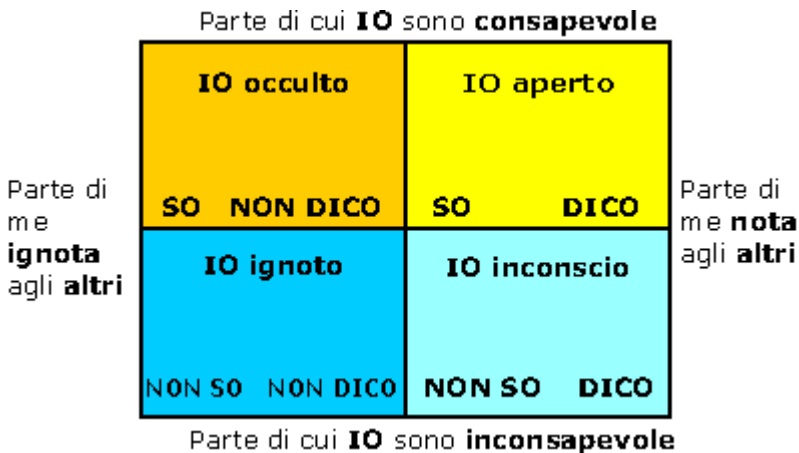 Parte di cui IO sono consapevole
IO occulto
IO aperto
SO NON DICO
SO DICO
Parte di
me
ignota
agli altri
Parte di
me nota
agli altri
IO ignoto
IO inconscio
NON SO NON DICO
NON SO DICO
Parte di cui IO sono inconsapevole